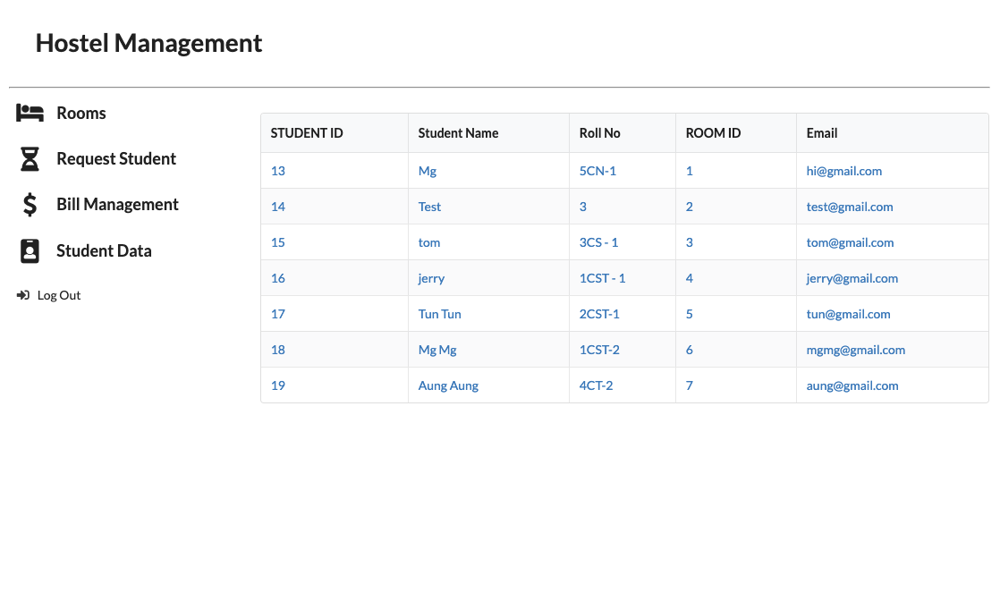 Hostel Management
Rooms
Request Student
Bill Management
Student Data
Log Out
STUDENT ID Student Name Roll No ROOM ID Email
13 Mg 5CN-1 1 hi@gmail.com
14 Test 3 2 test@gmail.com
15 tom 3CS - 1 3 tom@gmail.com
16 jerry 1CST - 1 4 jerry@gmail.com
17 Tun Tun 2CST-1 5 tun@gmail.com
18 Mg Mg 1CST-2 6 mgmg@gmail.com
19 Aung Aung 4CT-2 7 aung@gmail.com